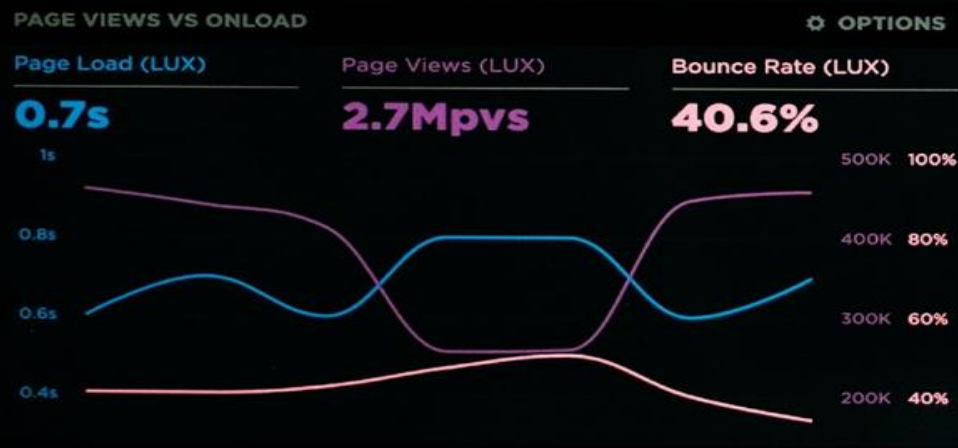 PAGE VIEWS VS ONLOAD
OPTIONS
Page Load (LUX)
0.7s
Page Views (LUX)
2.7Mpvs
Bounce Rate (LUX)
40.6%
1s
0.8s
0.6s
0.4s
500K 100%
400K 80%
300K 60%
200K 40%